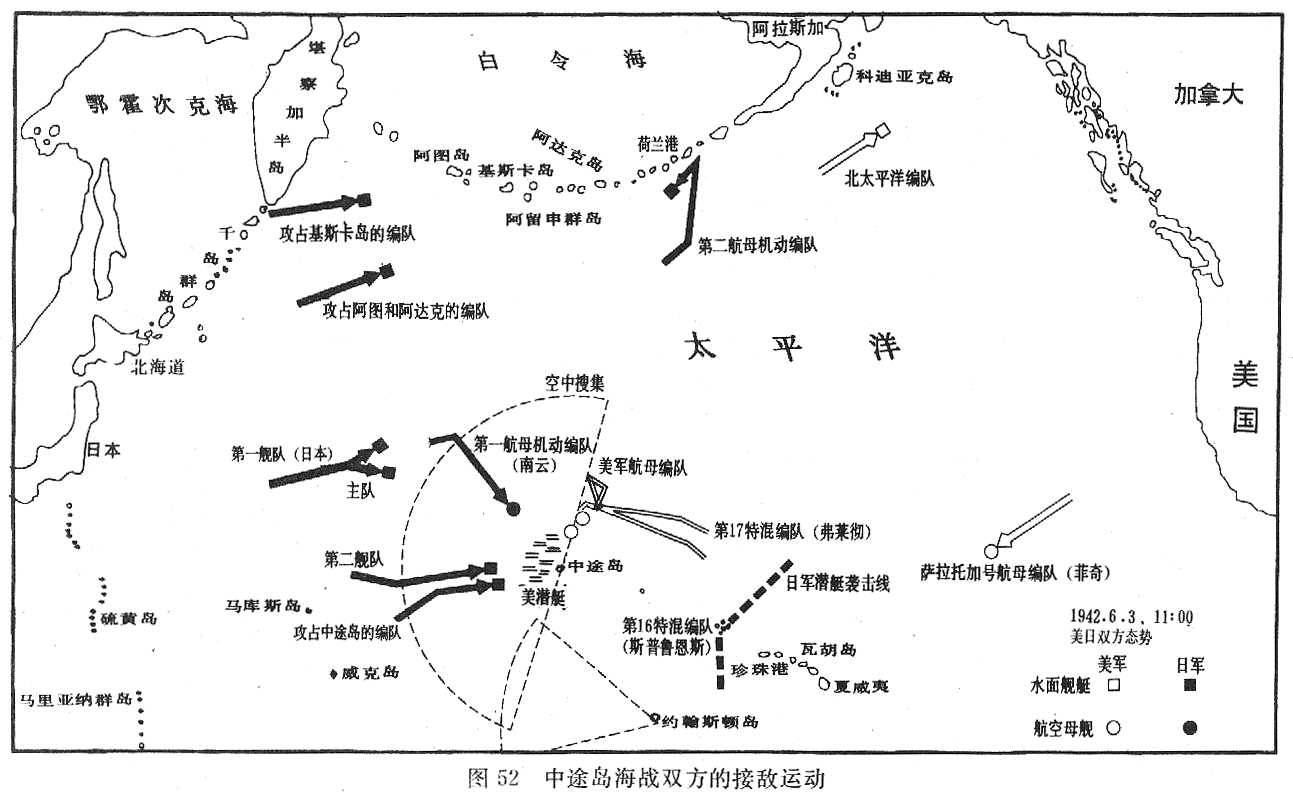 阿拉斯加
白令海
堪察加半岛
科迪亚克岛
加拿大
鄂霍次克海
阿图岛
基斯卡岛
阿达克岛
荷兰港
北太平洋编队
阿留申群岛
攻占基斯卡岛的编队
第二航母机动编队
千岛群岛
攻占阿图和阿达克的编队
太平洋
北海道
美国
空中搜集
日本
第一舰队(日本)
主队
第一航母机动编队
(南云)
美军航母编队
第17特混编队(弗莱彻)
第二舰队
中途岛
日军潜艇袭击线
萨拉托加号航母编队(菲奇)
美潜艇
硫黄岛
马库斯岛
攻占中途岛的编队
第16特混编队
(斯普鲁恩斯)
1942.6.3、11:00
美日双方态势
瓦胡岛
珍珠港
夏威夷
威克岛
马里亚纳群岛
约翰斯顿岛
美军 日军
水面舰艇
航空母舰
图52 中途岛海战双方的接敌运动